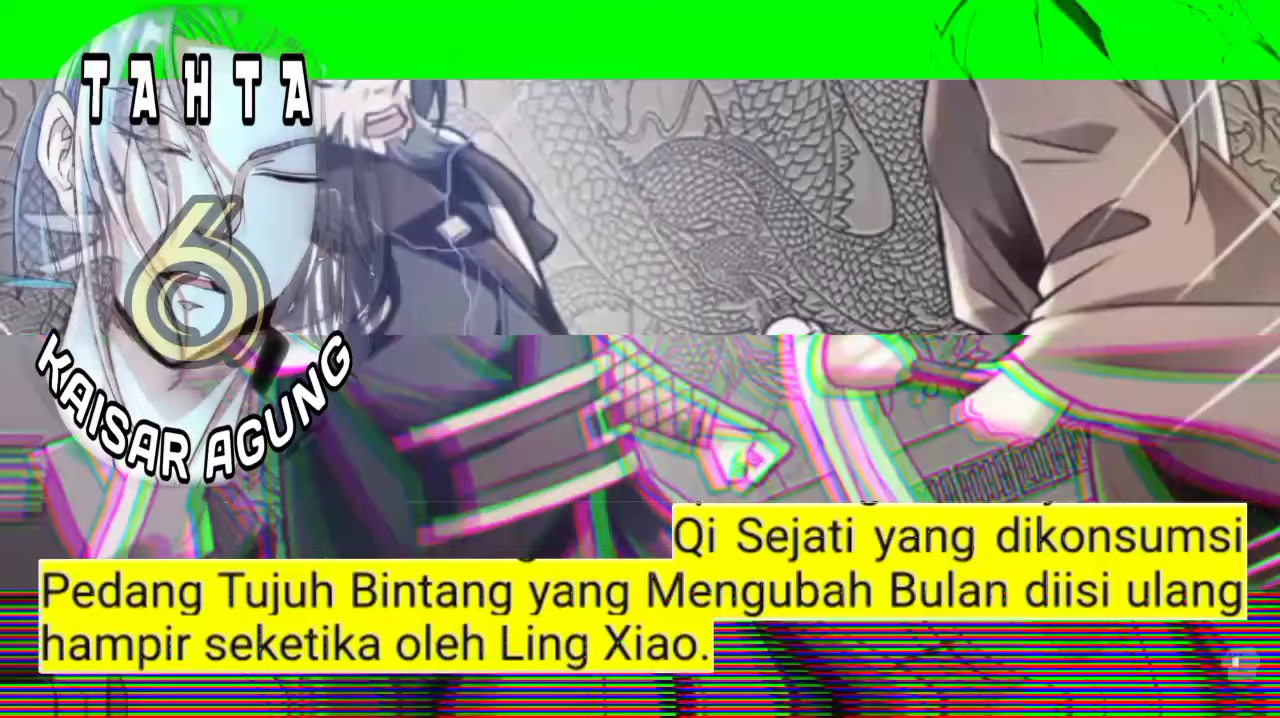 TAHTA
6
KAISAR AGUNG
Qi Sejati yang dikonsumsi
Pedang Tujuh Bintang yang Mengubah Bulan diisi ulang
hampir seketika oleh Ling Xiao.